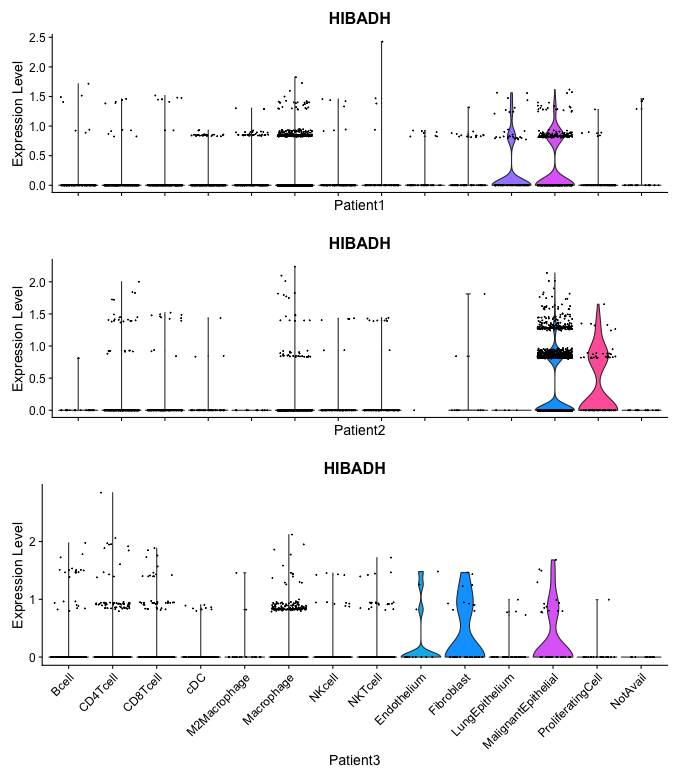 HIBADH
Expression Level
2.5
2.0
1.5
1.0
0.5
0.0
Patient1
HIBADH
Expression Level
2.0
1.5
1.0
0.5
0.0
Patient2
HIBADH
Expression Level
2
1
0
Bcell
CD4Tcell
CD8Tcell
cDC
M2Macrophage
Macrophage
NKcell
NKTcell
Endothelium
Fibroblast
LungEpithelium
MalignantEpithelial
ProliferatingCell
NotAvail
Patient3